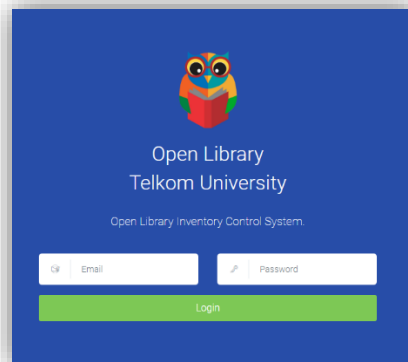 Open Library
Telkom University
Open Library Inventory Control System.
Email
Password
Login